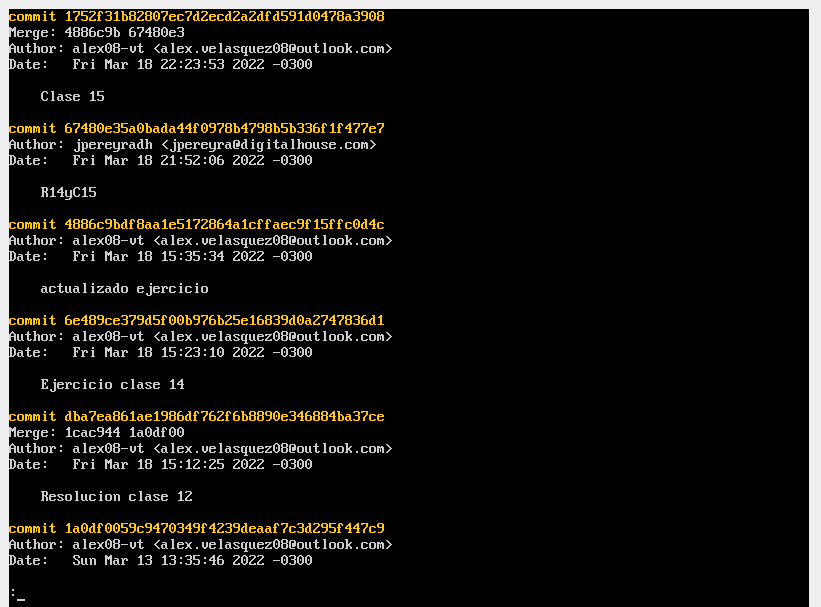 commit 1752f31b82807ec7d2ecd2a2dfd591d0478a3908
Merge: 4886c9b 67480e3
Author: alex08-vt <alex.velasquez08@outlook.com>
Date:   Fri Mar 18 22:23:53 2022 -0300
    Clase 15
commit 67480e35a0bada44f0978b4798b5b336f1f477e7
Author: jpereyradh <jpereyra@digitalhouse.com>
Date:   Fri Mar 18 21:52:06 2022 -0300
    R14yC15
commit 4886c9bdf8aa1e5172864a1cffaec9f15ffc0d4c
Author: alex08-vt <alex.velasquez08@outlook.com>
Date:   Fri Mar 18 15:35:34 2022 -0300
    actualizado ejercicio
commit 6e489ce379d5f00b976b25e16839d0a2747836d1
Author: alex08-vt <alex.velasquez08@outlook.com>
Date:   Fri Mar 18 15:23:10 2022 -0300
    Ejercicio clase 14
commit dba7ea861ae1986df762f6b8890e346884ba37ce
Merge: 1cac944 1a0df00
Author: alex08-vt <alex.velasquez08@outlook.com>
Date:   Fri Mar 18 15:12:25 2022 -0300
    Resolucion clase 12
commit 1a0df0059c9470349f4239deaaf7c3d295f447c9
Author: alex08-vt <alex.velasquez08@outlook.com>
Date:   Sun Mar 13 13:35:46 2022 -0300
:_